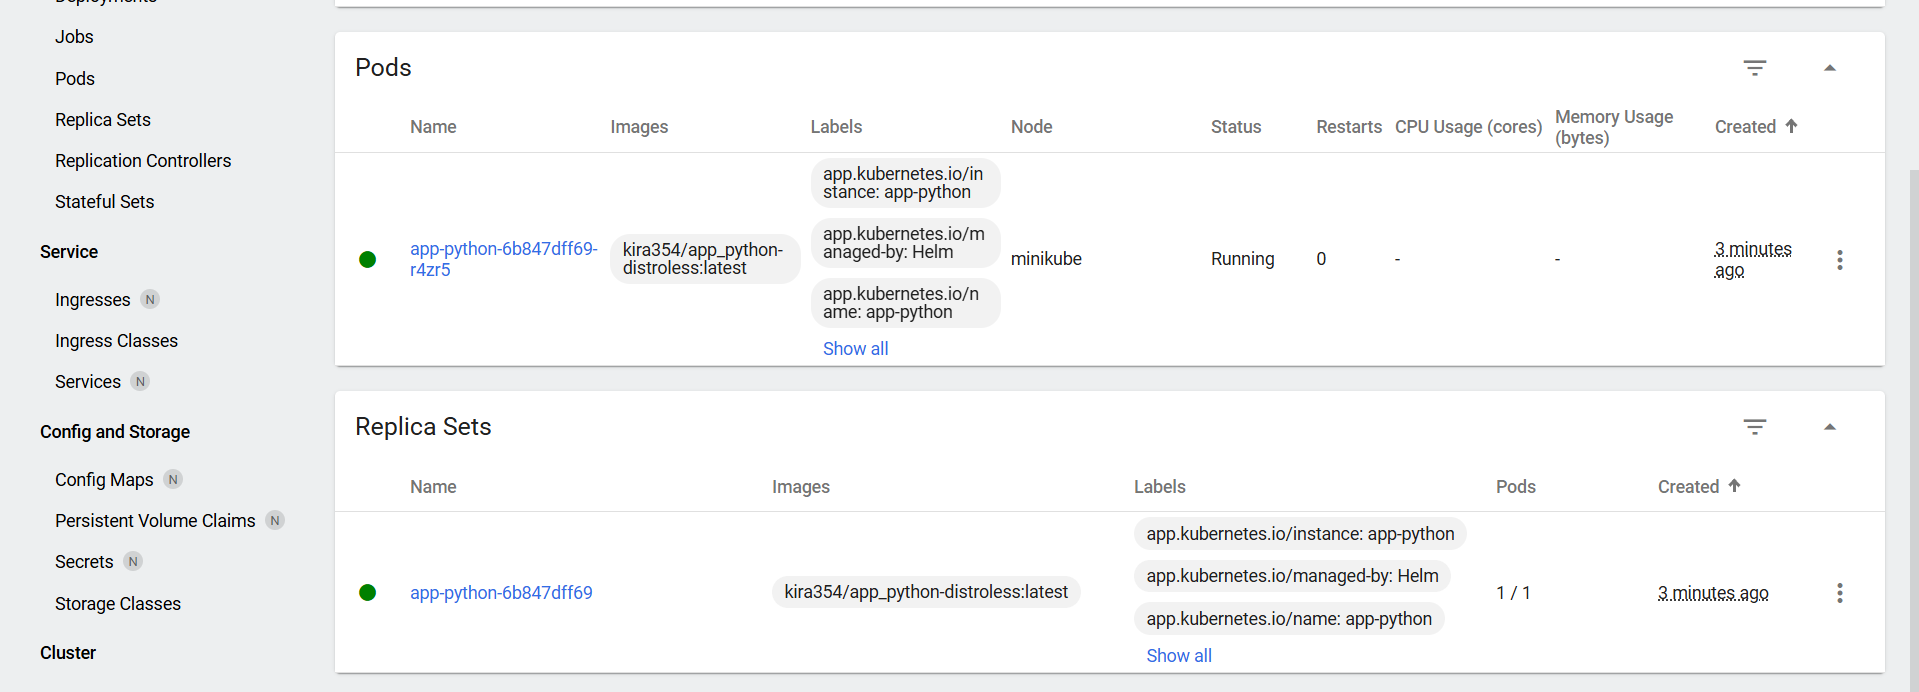 Deployments
Jobs
Pods
Replica Sets
Replication Controllers
Stateful Sets
Service
Ingresses N
Ingress Classes
Services N
Config and Storage
Config Maps N
Persistent Volume Claims N
Secrets N
Storage Classes
Cluster
Pods
Name Images Labels Node Status Restarts CPU Usage (cores) Memory Usage
(bytes) Created
app-python-6b847dff69-
r4zr5
kira354/app_python-
distroless:latest
app.kubernetes.io/in
stance: app-python
app.kubernetes.io/m
anaged-by: Helm
app.kubernetes.io/n
ame: app-python
Show all
minikube
Running
0
-
-
3 minutes
ago
Replica Sets
Name Images Labels Pods Created
app-python-6b847dff69
kira354/app_python-distroless:latest
app.kubernetes.io/instance: app-python
app.kubernetes.io/managed-by: Helm
app.kubernetes.io/name: app-python
Show all
1 / 1
3 minutes ago